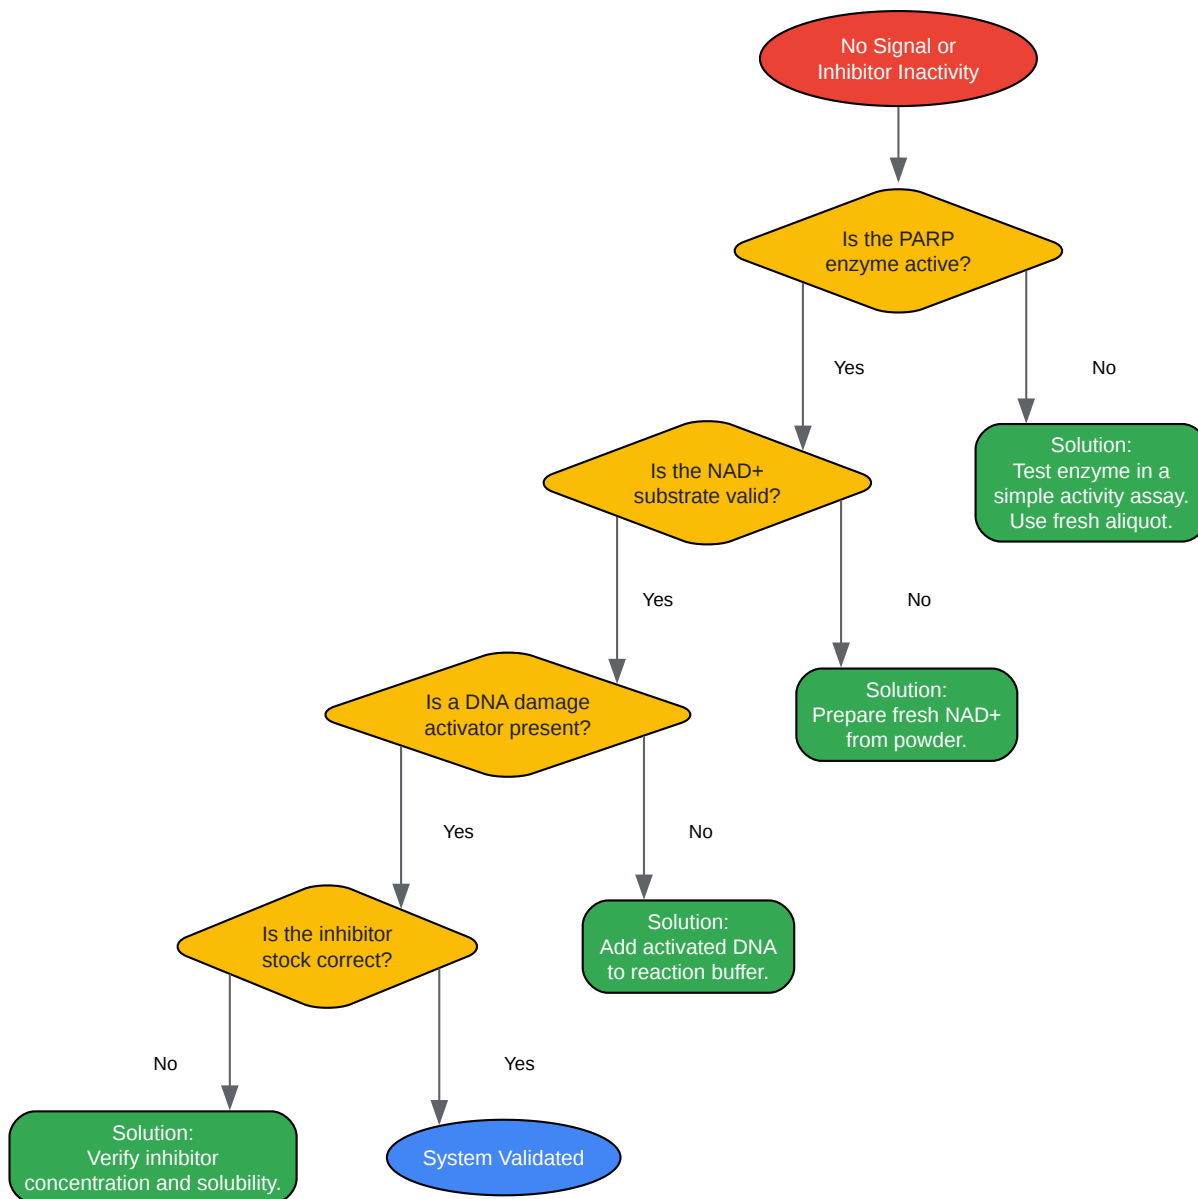 No Signal or
Inhibitor Inactivity
Is the PARP
enzyme active?
Yes
No
Is the NAD+
substrate valid?
Solution:
Test enzyme in a
simple activity assay.
Use fresh aliquot.
Yes
No
Is a DNA damage
activator present?
Solution:
Prepare fresh NAD+
from powder.
Yes
No
Is the inhibitor
stock correct?
Solution:
Add activated DNA
to reaction buffer.
No
Yes
Solution:
Verify inhibitor
concentration and solubility.
System Validated